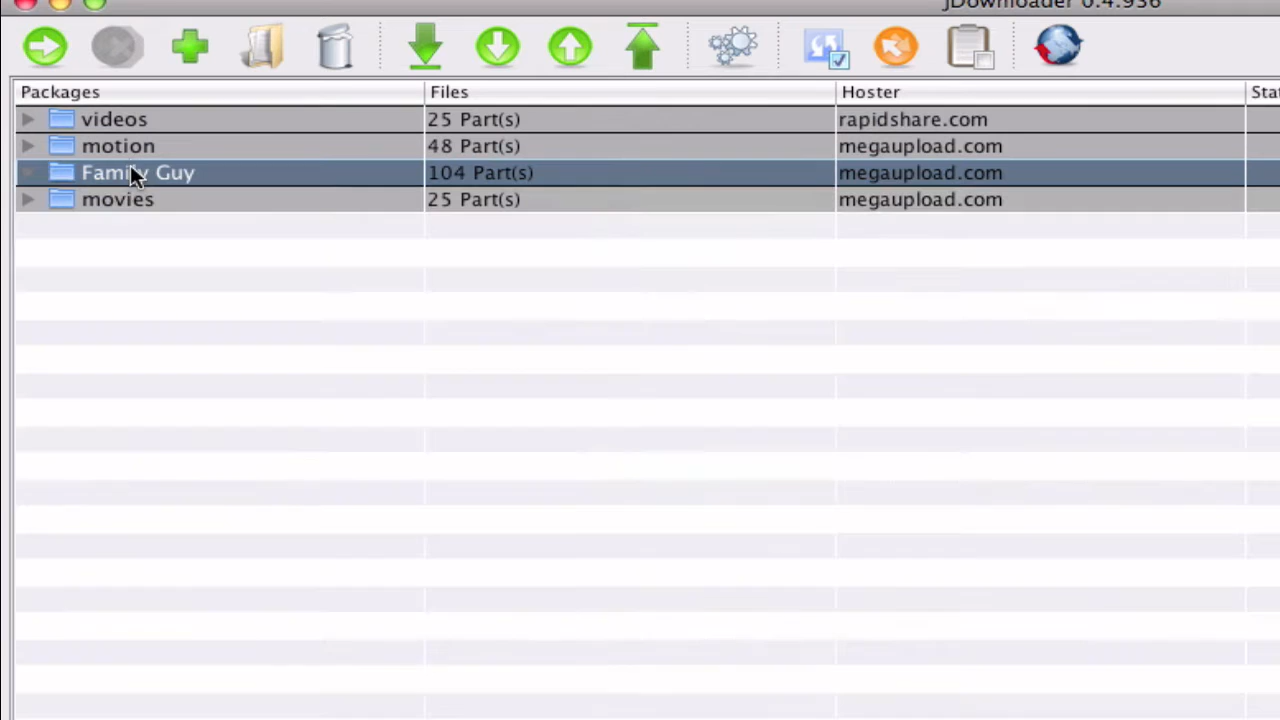 JDownloader 0.4.936
Packages Files Hoster Sta
videos 25 Part(s) rapidshare.com
motion 48 Part(s) megaupload.com
Family Guy 104 Part(s) megaupload.com
movies 25 Part(s) megaupload.com